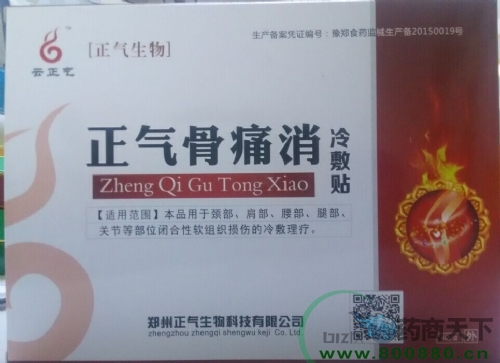 生产备案凭证编号：豫郑食药监械生产备20150019号
云正气
[正气生物]
正气骨痛消
冷敷贴
Zheng Qi Gu Tong Xiao
【适用范围】本品用于颈部、肩部、腰部、腿部、
关节等部位闭合性软组织损伤的冷敷理疗。
郑州正气生物科技有限公司
zhengzhou zhengqi shengwu keji co.,ltd
药商天下
www.800880.cn